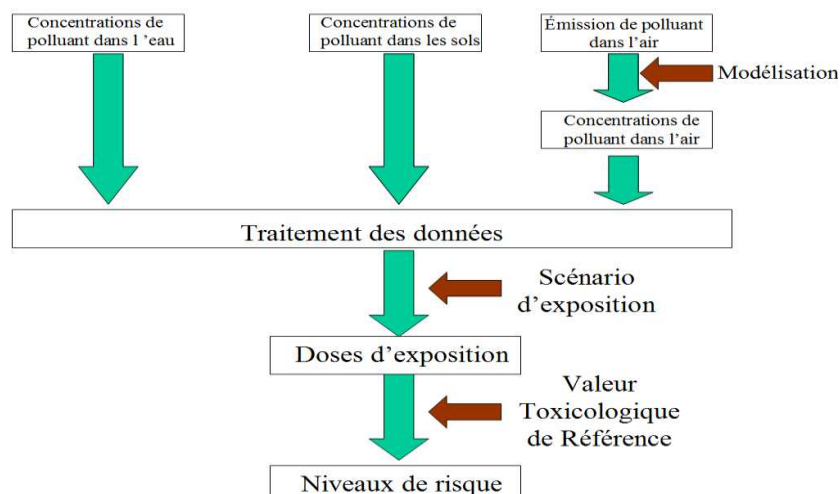 Concentrations de
polluant dans l ’eau
Concentrations de
polluant dans les sols
Émission de polluant
dans l’air
Modélisation
Concentrations de
polluant dans l’air
Traitement des données
Scénario
d’exposition
Doses d’exposition
Valeur
Toxicologique
de Référence
Niveaux de risque